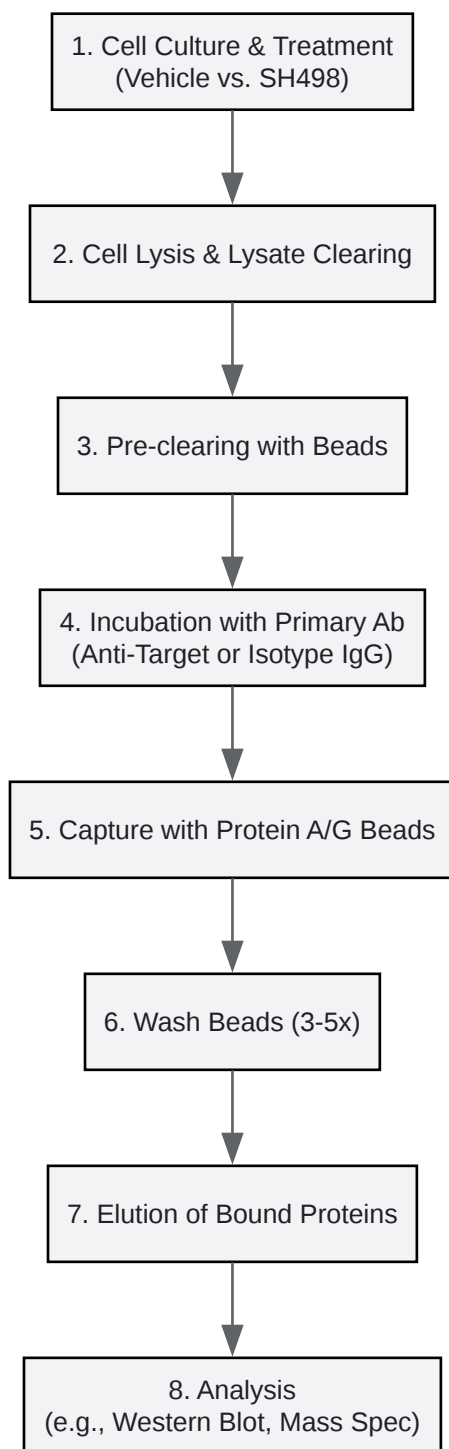 1. Cell Culture & Treatment
(Vehicle vs. SH498)
2. Cell Lysis & Lysate Clearing
3. Pre-clearing with Beads
4. Incubation with Primary Ab
(Anti-Target or Isotype IgG)
5. Capture with Protein A/G Beads
6. Wash Beads (3-5x)
7. Elution of Bound Proteins
8. Analysis
(e.g., Western Blot, Mass Spec)